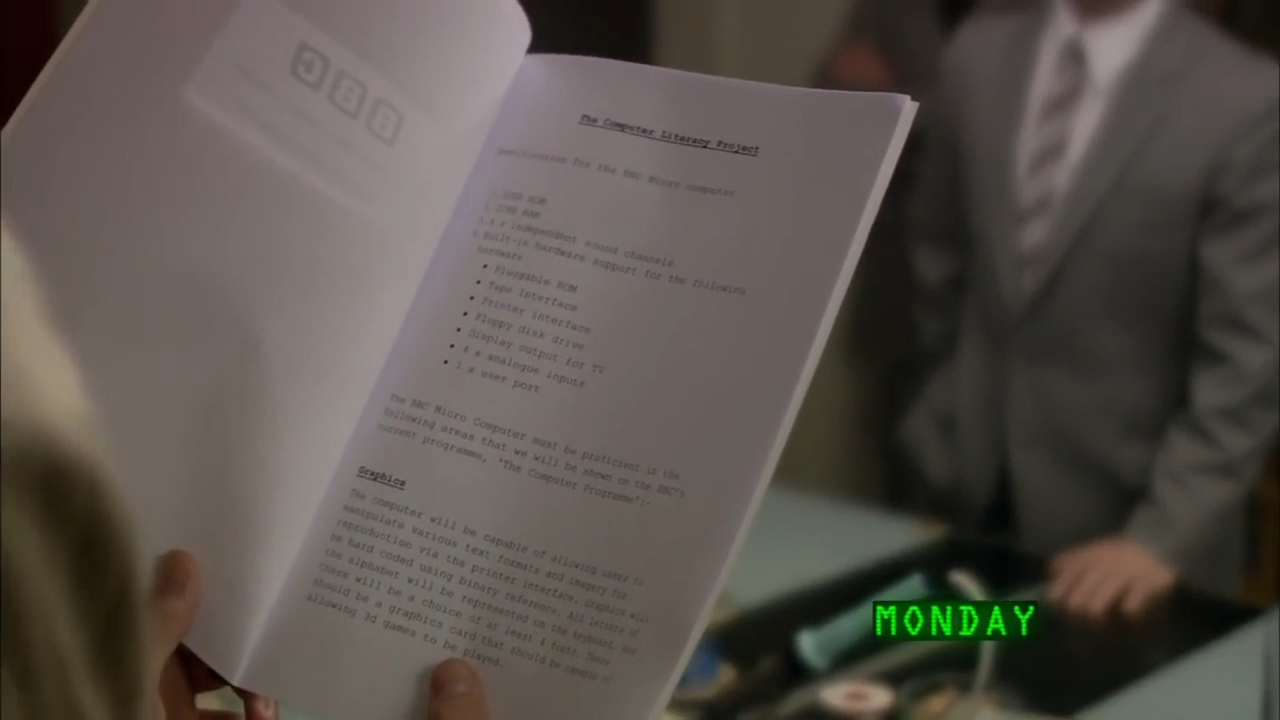 BBC
The Computer Literacy Project
for the BBC Micro computer
ROM
RAM
4 x independent sound channels
Built-in hardware support for the following
hardware
• Pluggable ROM
• Tape interface
• Printer interface
• Floppy disk drive
• Display output for TV
• 4 x analogue inputs
• 1 x user port
The BBC Micro Computer must be proficient in the
following areas that we will be shown on the BBC's
current programme, 'The Computer Programme':-
Graphics
The computer will be capable of allowing users to
manipulate various text formats and imagery for
reproduction via the printer interface. Graphics will
be hard coded using binary reference. All letters of
the alphabet will be represented on the keyboard, and
there will be a choice of at least 4 fonts. There
should be a graphics card that should be capable of
allowing 3d games to be played.
MONDAY